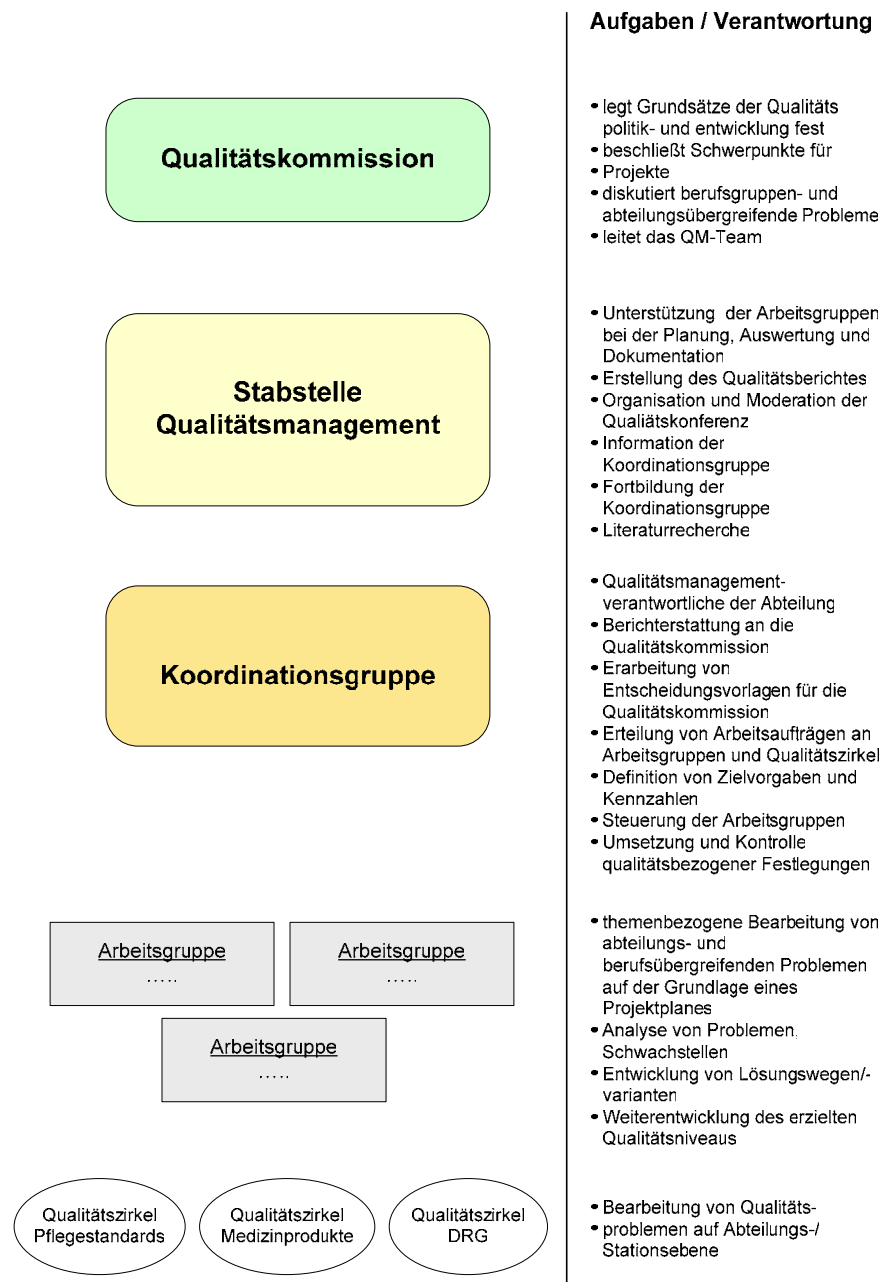 Aufgaben / Verantwortung
Qualitätskommission
• legt Grundsätze der Qualitäts
politik- und entwicklung fest
• beschließt Schwerpunkte für
• Projekte
• diskutiert berufsgruppen- und
abteilungsübergreifende Probleme
• leitet das QM-Team
Stabstelle
Qualitätsmanagement
• Unterstützung der Arbeitsgruppen
bei der Planung, Auswertung und
Dokumentation
• Erstellung des Qualitätsberichtes
• Organisation und Moderation der
Qualiätskonferenz
• Information der
Koordinationsgruppe
• Fortbildung der
Koordinationsgruppe
• Literaturrecherche
Koordinationsgruppe
• Qualitätsmanagement-
verantwortliche der Abteilung
• Berichterstattung an die
Qualitätskommission
• Erarbeitung von
Entscheidungsvorlagen für die
Qualitätskommission
• Erteilung von Arbeitsaufträgen an
Arbeitsgruppen und Qualitätszirkel
• Definition von Zielvorgaben und
Kennzahlen
• Steuerung der Arbeitsgruppen
• Umsetzung und Kontrolle
qualitätsbezogener Festlegungen
Arbeitsgruppe
.....
Arbeitsgruppe
.....
Arbeitsgruppe
.....
• themenbezogene Bearbeitung von
abteilungs- und
berufsübergreifenden Problemen
auf der Grundlage eines
Projektplanes
• Analyse von Problemen,
Schwachstellen
• Entwicklung von Lösungswegen/-
varianten
• Weiterentwicklung des erzielten
Qualitätsniveaus
Qualitätszirkel
Pflegestandards
Qualitätszirkel
Medizinprodukte
Qualitätszirkel
DRG
• Bearbeitung von Qualitäts-
• problemen auf Abteilungs-/
Stationsebene